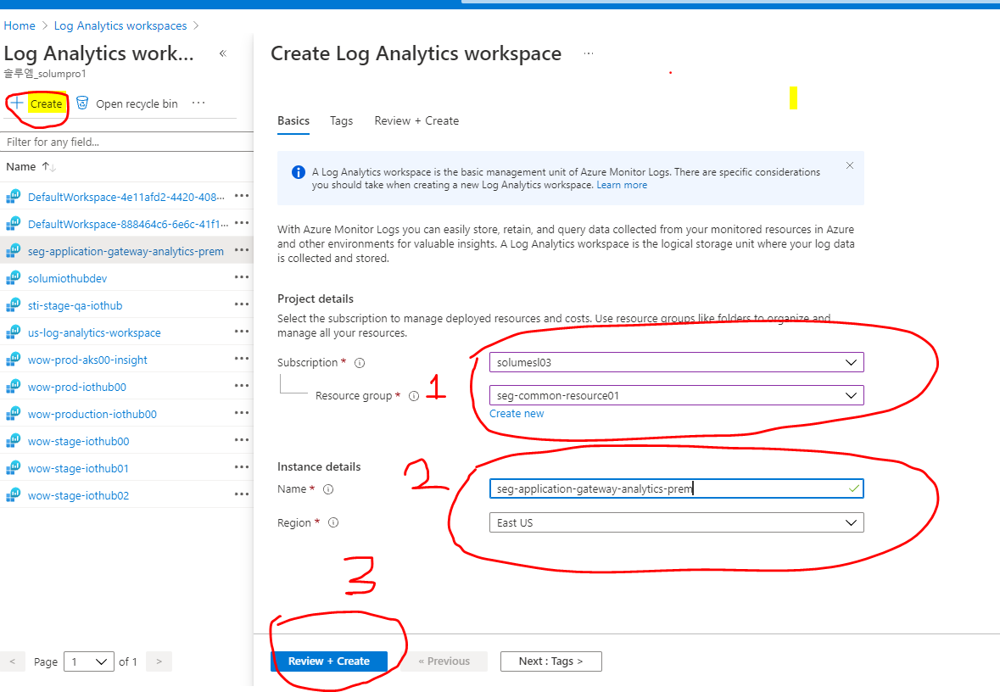 Home > Log Analytics workspaces >
Log Analytics work... «
솔루엠_solumpro1
+ Create Open recycle bin ...
Filter for any field...
Name ↑↓
DefaultWorkspace-4e11afd2-4420-408... ...
DefaultWorkspace-888464c6-6e6c-41f1... ...
seg-application-gateway-analytics-prem ...
solumiothubdev ...
sti-stage-qa-iothub ...
us-log-analytics-workspace ...
wow-prod-aks00-insight ...
wow-prod-iothub00 ...
wow-production-iothub00 ...
wow-stage-iothub00 ...
wow-stage-iothub01 ...
wow-stage-iothub02 ...
< Page 1 of 1 >
Create Log Analytics workspace ...
Basics Tags Review + Create
A Log Analytics workspace is the basic management unit of Azure Monitor Logs. There are specific considerations
you should take when creating a new Log Analytics workspace. Learn more
With Azure Monitor Logs you can easily store, retain, and query data collected from your monitored resources in Azure
and other environments for valuable insights. A Log Analytics workspace is the logical storage unit where your log data
is collected and stored.
Project details
Select the subscription to manage deployed resources and costs. Use resource groups like folders to organize and
manage all your resources.
Subscription * solumesl03
Resource group * 1 seg-common-resource01
Create new
Instance details
2
Name * seg-application-gateway-analytics-prem
Region * East US
3
Review + Create « Previous Next : Tags >